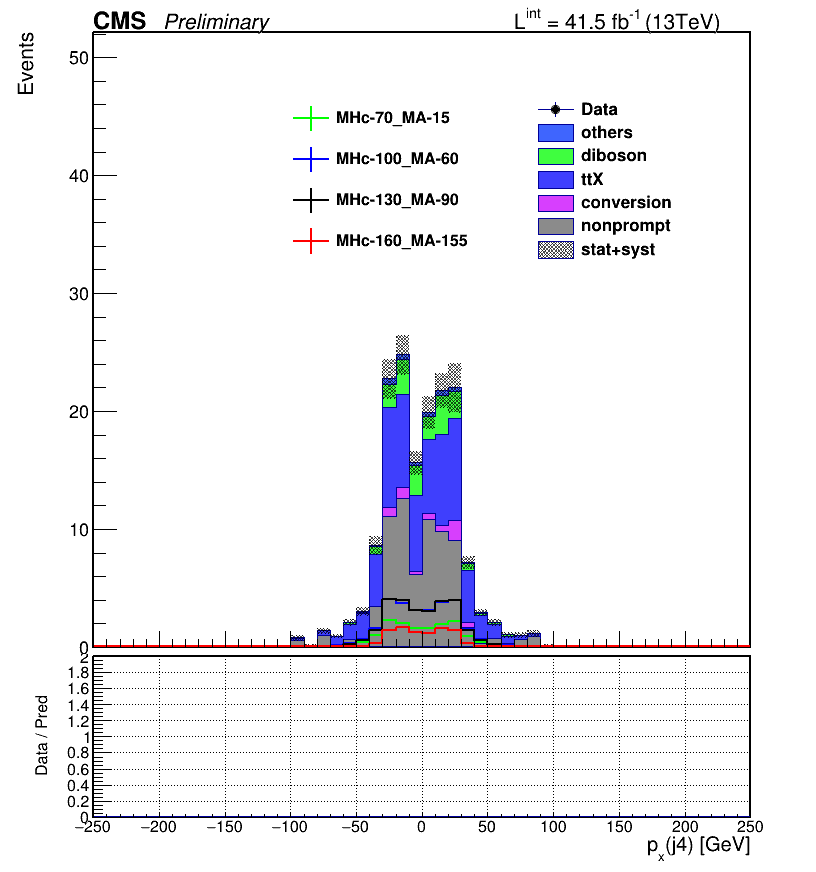 CMS Preliminary L^int = 41.5 fb^-1 (13TeV)
Events
50
40
30
20
10
0
MHc-70_MA-15
MHc-100_MA-60
MHc-130_MA-90
MHc-160_MA-155
Data
others
diboson
ttX
conversion
nonprompt
stat+syst
Data / Pred
2
1.8
1.6
1.4
1.2
1
0.8
0.6
0.4
0.2
0
−250 −200 −150 −100 −50 0 50 100 150 200 250
p_x(j4) [GeV]